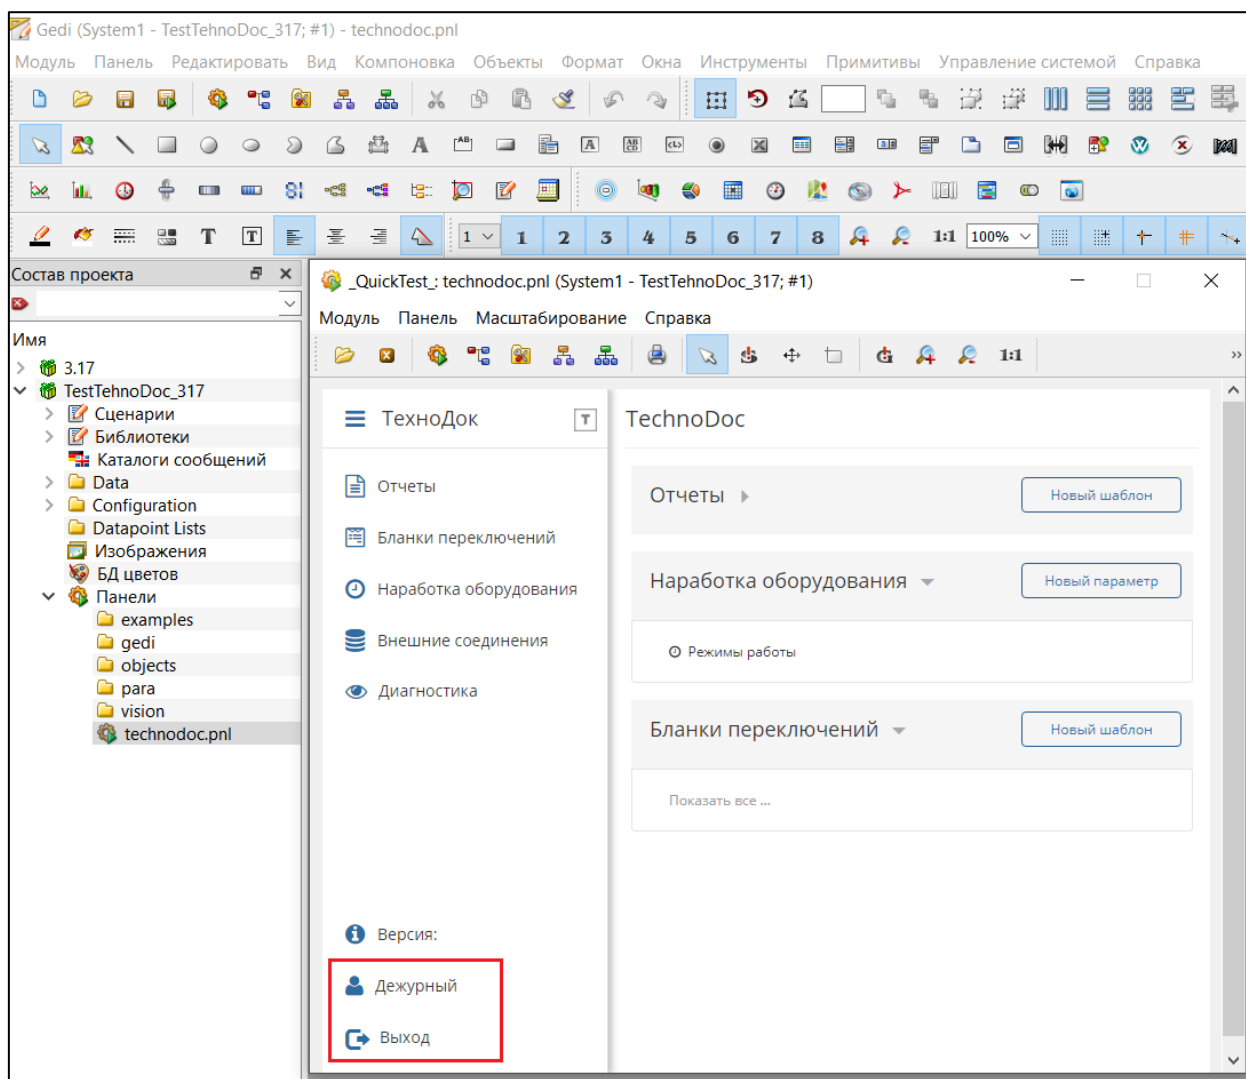 Gedi (System1 - TestTehnoDoc_317; #1) - technodoc.pnl
Модуль Панель Редактировать Вид Компоновка Объекты Формат Окна Инструменты Примитивы Управление системой Справка
1 1 2 3 4 5 6 7 8 1:1 100%
Состав проекта
Имя
3.17
TestTehnoDoc_317
Сценарии
Библиотеки
Каталоги сообщений
Data
Configuration
Datapoint Lists
Изображения
БД цветов
Панели
examples
gedi
objects
para
vision
technodoc.pnl
_QuickTest_: technodoc.pnl (System1 - TestTehnoDoc_317; #1)
Модуль Панель Масштабирование Справка
1:1
ТехноДок
T
Отчеты
Бланки переключений
Наработка оборудования
Внешние соединения
Диагностика
Версия:
Дежурный
Выход
TechnoDoc
Отчеты
Новый шаблон
Наработка оборудования
Новый параметр
Режимы работы
Бланки переключений
Новый шаблон
Показать все ...